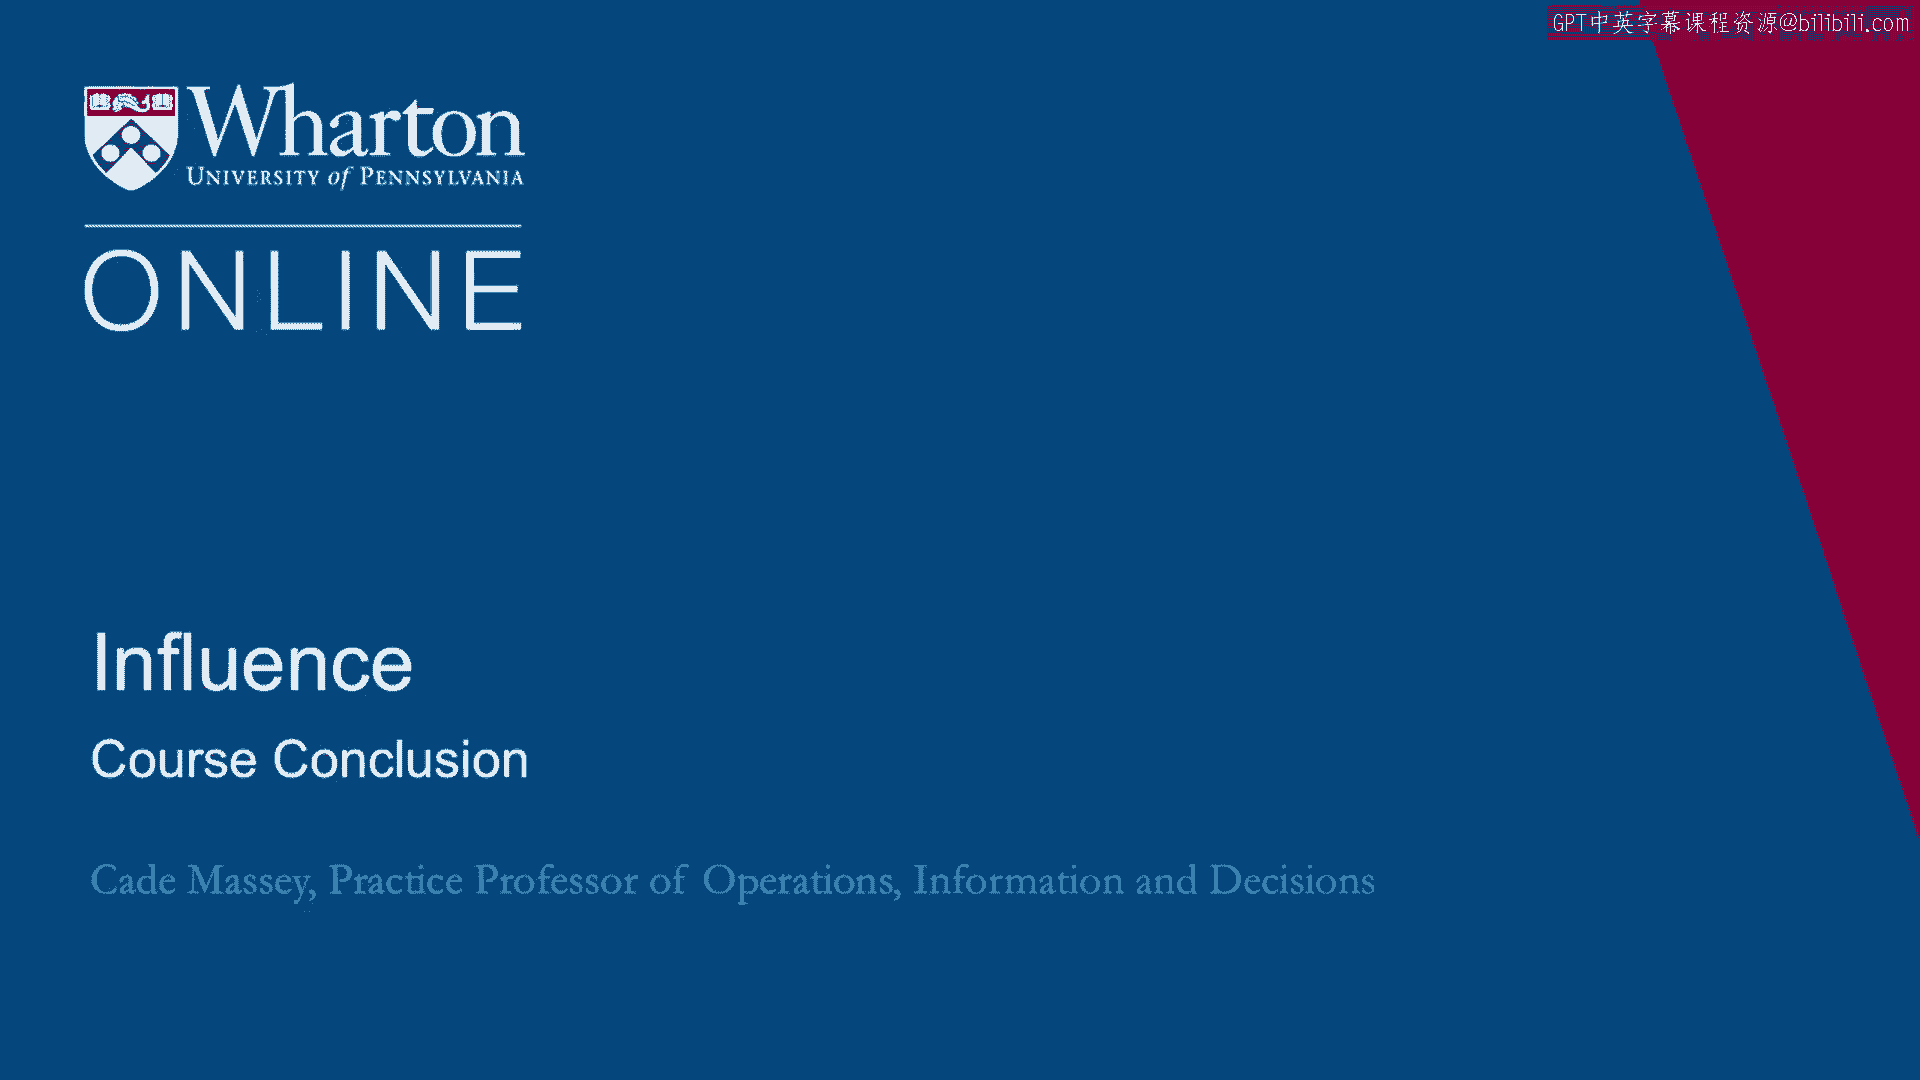 GPT中英字幕课程资源@bilibili.com
Wharton
UNIVERSITY of PENNSYLVANIA
ONLINE
Influence
Course Conclusion
Cade Massey, Practice Professor of Operations, Information and Decisions